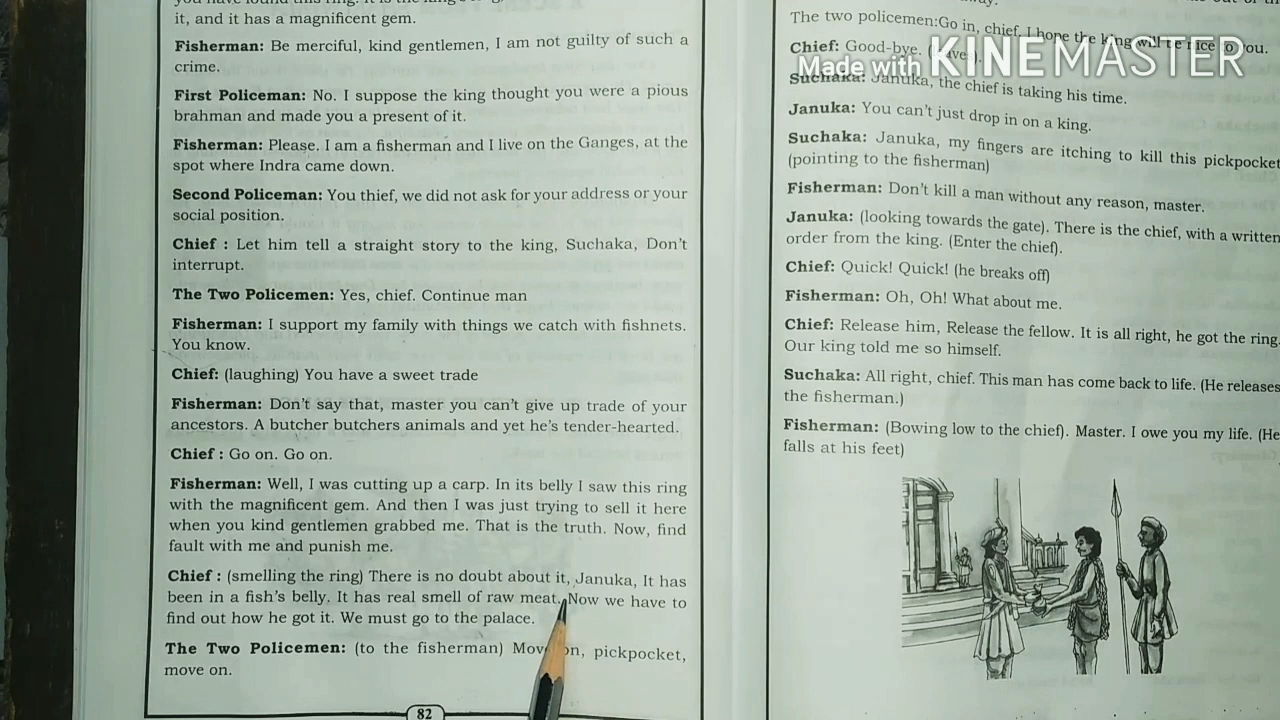 it, and it has a magnificent gem.
Fisherman: Be merciful, kind gentlemen, I am not guilty of such a
crime.
First Policeman: No. I suppose the king thought you were a pious
brahman and made you a present of it.
Fisherman: Please. I am a fisherman and I live on the Ganges, at the
spot where Indra came down.
Second Policeman: You thief, we did not ask for your address or your
social position.
Chief : Let him tell a straight story to the king, Suchaka, Don't
interrupt.
The Two Policemen: Yes, chief. Continue man
Fisherman: I support my family with things we catch with fishnets.
You know.
Chief: (laughing) You have a sweet trade
Fisherman: Don't say that, master you can't give up trade of your
ancestors. A butcher butchers animals and yet he's tender-hearted.
Chief : Go on. Go on.
Fisherman: Well, I was cutting up a carp. In its belly I saw this ring
with the magnificent gem. And then I was just trying to sell it here
when you kind gentlemen grabbed me. That is the truth. Now, find
fault with me and punish me.
Chief : (smelling the ring) There is no doubt about it, Januka, It has
been in a fish's belly. It has real smell of raw meat. Now we have to
find out how he got it. We must go to the palace.
The Two Policemen: (to the fisherman) Move on, pickpocket,
move on.
82
The two policemen:Go in, chief. I hope the king will be nice to you.
Chief: Good-bye.
Made with KINEMASTER
Suchaka: Januka, the chief is taking his time.
Januka: You can't just drop in on a king.
Suchaka: Januka, my fingers are itching to kill this pickpocket
(pointing to the fisherman)
Fisherman: Don't kill a man without any reason, master.
Januka: (looking towards the gate). There is the chief, with a written
order from the king. (Enter the chief).
Chief: Quick! Quick! (he breaks off)
Fisherman: Oh, Oh! What about me.
Chief: Release him, Release the fellow. It is all right, he got the ring.
Our king told me so himself.
Suchaka: All right, chief. This man has come back to life. (He releases
the fisherman.)
Fisherman: (Bowing low to the chief). Master. I owe you my life. (He
falls at his feet)